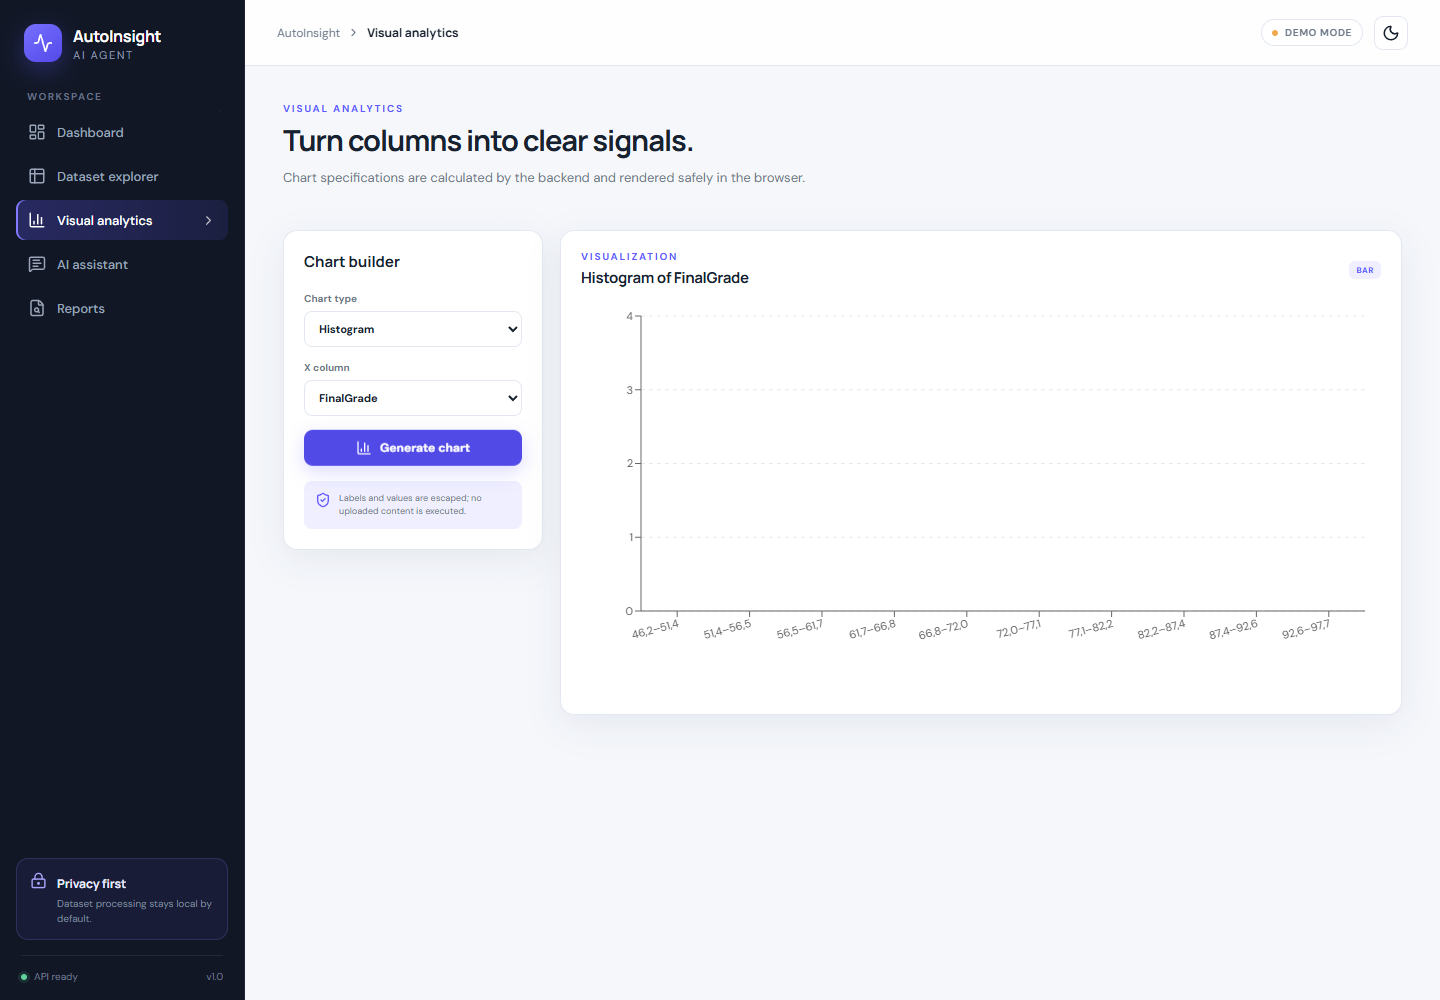 AutoInsight
AI AGENT
WORKSPACE
Dashboard
Dataset explorer
Visual analytics
AI assistant
Reports
Privacy first
Dataset processing stays local by
default.
API ready
v1.0
AutoInsight
Visual analytics
DEMO MODE
VISUAL ANALYTICS
Turn columns into clear signals.
Chart specifications are calculated by the backend and rendered safely in the browser.
Chart builder
Chart type
Histogram
X column
FinalGrade
Generate chart
Labels and values are escaped; no
uploaded content is executed.
VISUALIZATION
Histogram of FinalGrade
BAR
4
3
2
1
0
46,2–51,4
51,4–56,5
56,5–61,7
61,7–66,8
66,8–72,0
72,0–77,1
77,1–82,2
82,2–87,4
87,4–92,6
92,6–97,7